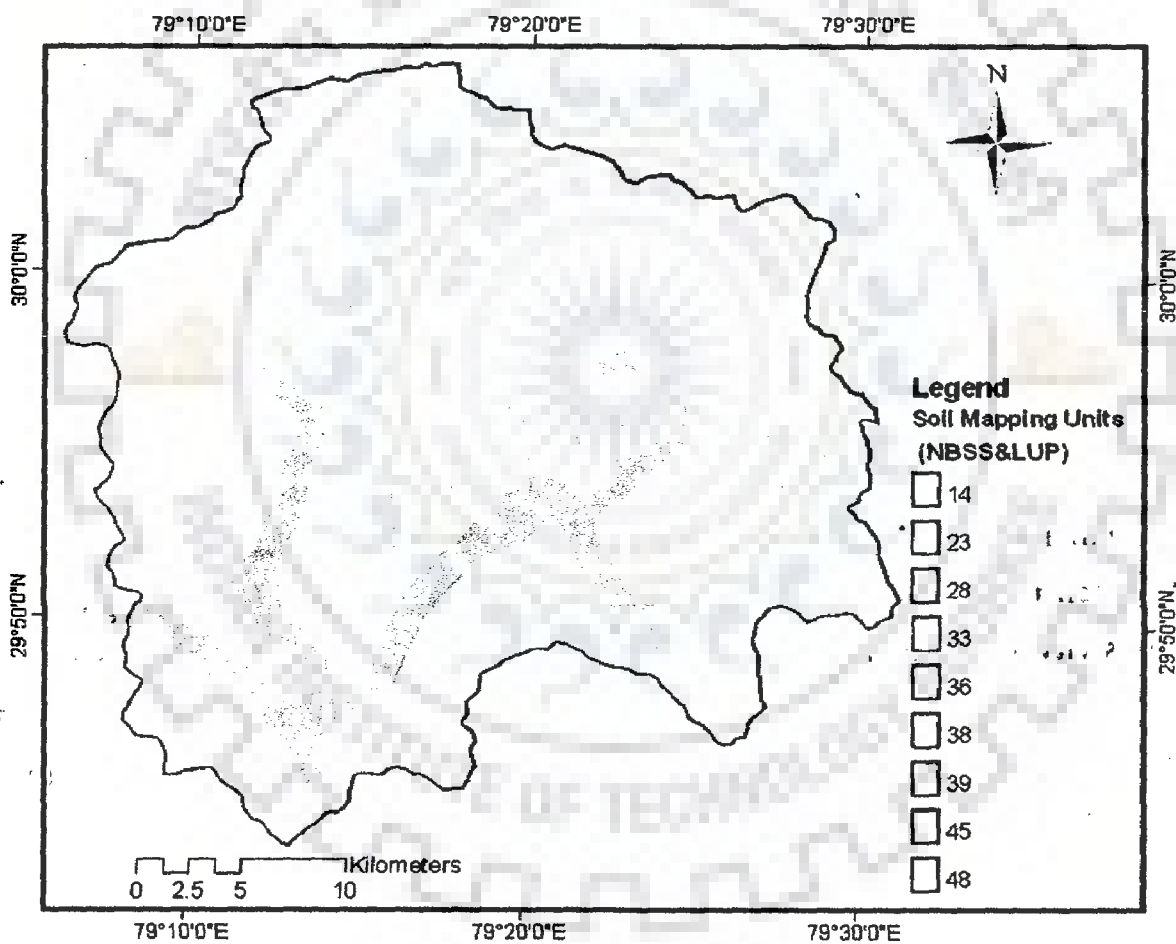 79°10'0"E 79°20'0"E 79°30'0"E
N
30°0'0"N
30°0'0"N
Legend
Soil Mapping Units
(NBSS&LUP)
14
23
28
33
36
38
39
45
48
29°50'0"N
29°50'0"N
Kilometers
0 2.5 5 10
79°10'0"E 79°20'0"E 79°30'0"E
E OF TECHNOLOGY